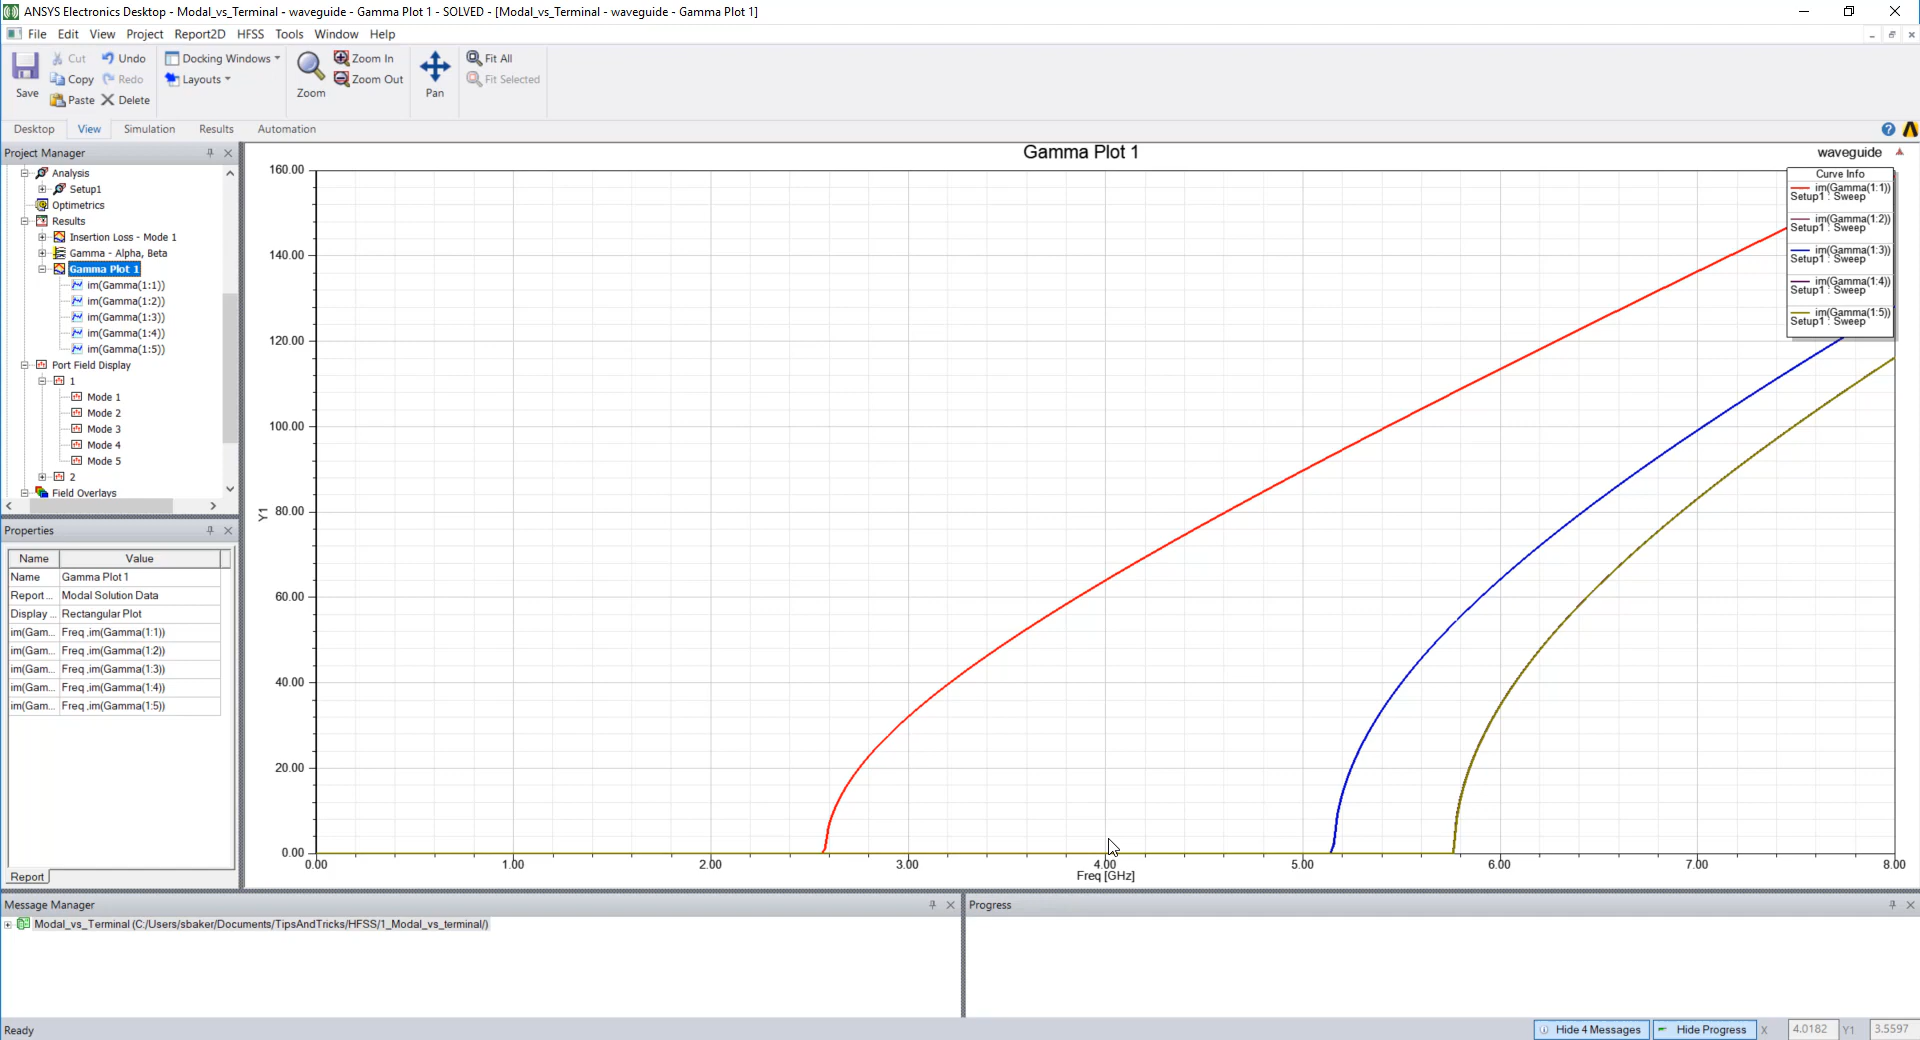 ANSYS Electronics Desktop - Modal_vs_Terminal - waveguide - Gamma Plot 1 - SOLVED - [Modal_vs_Terminal - waveguide - Gamma Plot 1]
File Edit View Project Report2D HFSS Tools Window Help
Save
Cut
Copy
Paste
Undo
Redo
Delete
Docking Windows
Layouts
Zoom
Zoom In
Zoom Out
Pan
Fit All
Fit Selected
Desktop View Simulation Results Automation
Project Manager
Analysis
Setup1
Optimetrics
Results
Insertion Loss - Mode 1
Gamma - Alpha, Beta
Gamma Plot 1
im(Gamma(1:1))
im(Gamma(1:2))
im(Gamma(1:3))
im(Gamma(1:4))
im(Gamma(1:5))
Port Field Display
1
Mode 1
Mode 2
Mode 3
Mode 4
Mode 5
2
Field Overlays
Properties
Name Value
Name Gamma Plot 1
Report... Modal Solution Data
Display ... Rectangular Plot
im(Gam... Freq ,im(Gamma(1:1))
im(Gam... Freq ,im(Gamma(1:2))
im(Gam... Freq ,im(Gamma(1:3))
im(Gam... Freq ,im(Gamma(1:4))
im(Gam... Freq ,im(Gamma(1:5))
Report
Gamma Plot 1
waveguide
Curve Info
im(Gamma(1:1))
Setup1 : Sweep
im(Gamma(1:2))
Setup1 : Sweep
im(Gamma(1:3))
Setup1 : Sweep
im(Gamma(1:4))
Setup1 : Sweep
im(Gamma(1:5))
Setup1 : Sweep
160.00
140.00
120.00
100.00
80.00
60.00
40.00
20.00
0.00
Y1
0.00 1.00 2.00 3.00 4.00 5.00 6.00 7.00 8.00
Freq [GHz]
Message Manager
Modal_vs_Terminal (C:/Users/sbaker/Documents/TipsAndTricks/HFSS/1_Modal_vs_terminal/)
Progress
Ready
Hide 4 Messages Hide Progress X 4.0182 Y1 3.5597